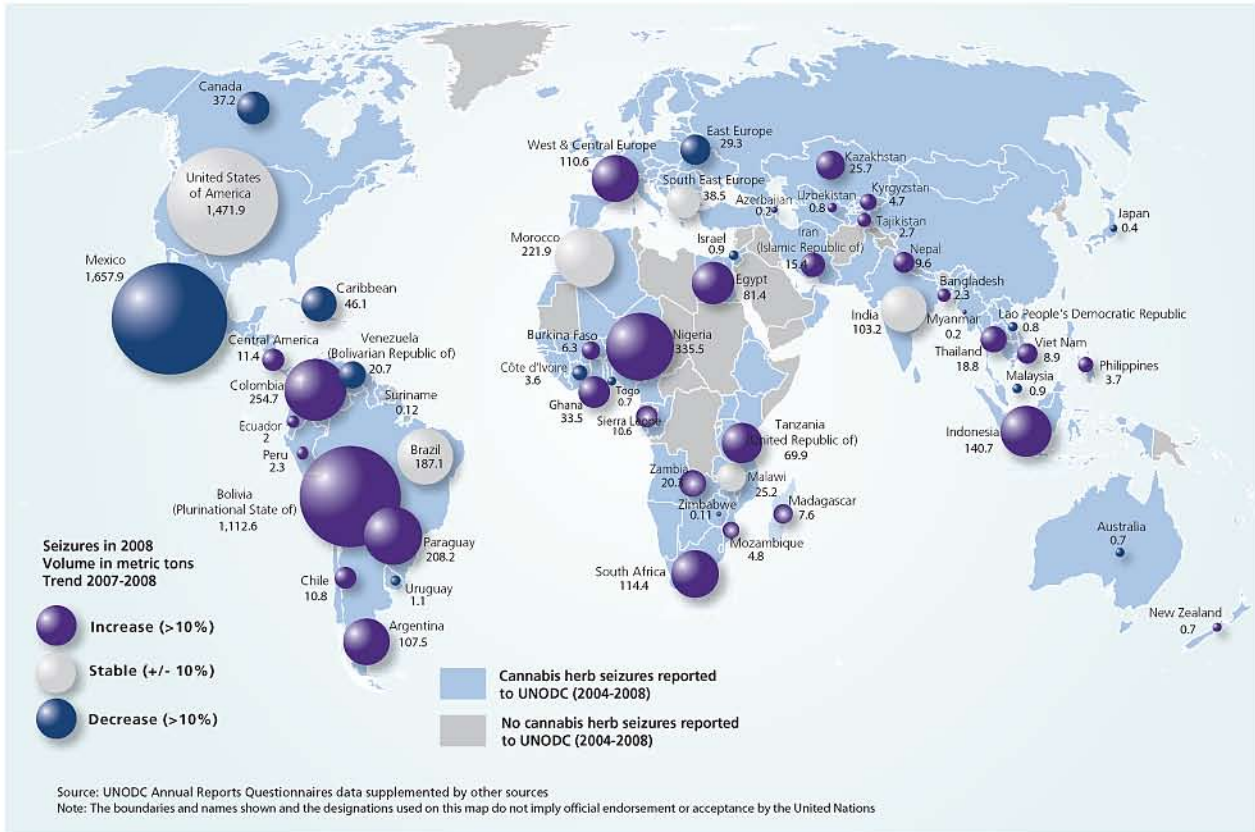 Canada
37.2
United States
of America
1,471.9
Mexico
1,657.9
Caribbean
46.1
Central America
11.4
Venezuela
(Bolivarian Republic of)
20.7
Colombia
254.7
Suriname
0.12
Ecuador
2
Peru
2.3
Brazil
187.1
Bolivia
(Plurinational State of)
1,112.6
Paraguay
208.2
Chile
10.8
Uruguay
1.1
Argentina
107.5
West & Central Europe
110.6
East Europe
29.3
South East Europe
38.5
Morocco
221.9
Israel
0.9
Egypt
81.4
Burkina Faso
6.3
Nigeria
335.5
Côte d'Ivoire
3.6
Togo
0.7
Ghana
33.5
Sierra Leone
10.6
Tanzania
(United Republic of)
69.9
Zambia
20.3
Malawi
25.2
Zimbabwe
0.11
Madagascar
7.6
Mozambique
4.8
South Africa
114.4
Kazakhstan
25.7
Azerbaijan
0.2
Uzbekistan
0.8
Kyrgyzstan
4.7
Tajikistan
2.7
Iran
(Islamic Republic of)
Nepal
9.6
Bangladesh
2.3
India
103.2
Myanmar
0.2
Lao People's Democratic Republic
0.8
Thailand
18.8
Viet Nam
8.9
Malaysia
0.9
Philippines
3.7
Indonesia
140.7
Japan
0.4
Australia
0.7
New Zealand
0.7
Seizures in 2008
Volume in metric tons
Trend 2007-2008
Increase (>10%)
Stable (+/- 10%)
Decrease (>10%)
Cannabis herb seizures reported
to UNODC (2004-2008)
No cannabis herb seizures reported
to UNODC (2004-2008)
Source: UNODC Annual Reports Questionnaires data supplemented by other sources
Note: The boundaries and names shown and the designations used on this map do not imply official endorsement or acceptance by the United Nations